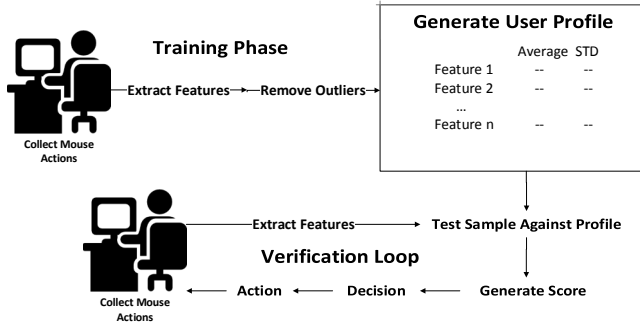 Training Phase
Collect Mouse
Actions
Extract Features
Remove Outliers
Generate User Profile
Average STD
Feature 1 -- --
Feature 2 -- --
...
Feature n -- --
Collect Mouse
Actions
Extract Features
Test Sample Against Profile
Verification Loop
Action
Decision
Generate Score